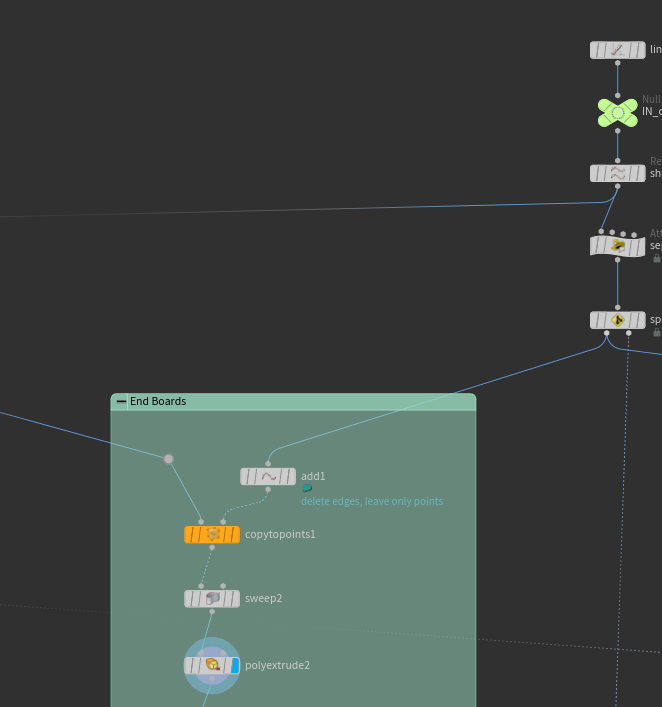 lin
Null
IN_c
Re
sh
Att
se
sp
End Boards
add1
delete edges, leave only points
copytopoints1
sweep2
polyextrude2